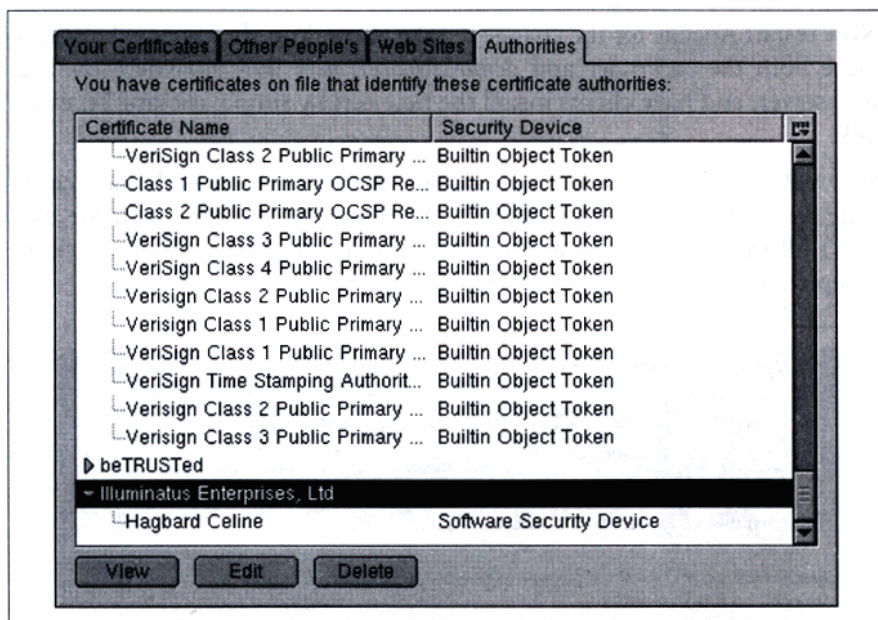 Your Certificates Other People's Web Sites Authorities
You have certificates on file that identify these certificate authorities:
Certificate Name Security Device
VeriSign Class 2 Public Primary ... Builtin Object Token
Class 1 Public Primary OCSP Re... Builtin Object Token
Class 2 Public Primary OCSP Re... Builtin Object Token
VeriSign Class 3 Public Primary ... Builtin Object Token
VeriSign Class 4 Public Primary ... Builtin Object Token
Verisign Class 2 Public Primary ... Builtin Object Token
Verisign Class 1 Public Primary ... Builtin Object Token
VeriSign Class 1 Public Primary ... Builtin Object Token
VeriSign Time Stamping Authorit... Builtin Object Token
Verisign Class 2 Public Primary ... Builtin Object Token
Verisign Class 3 Public Primary ... Builtin Object Token
beTRUSTed
Illuminatus Enterprises, Ltd
Hagbard Celine Software Security Device
View Edit Delete